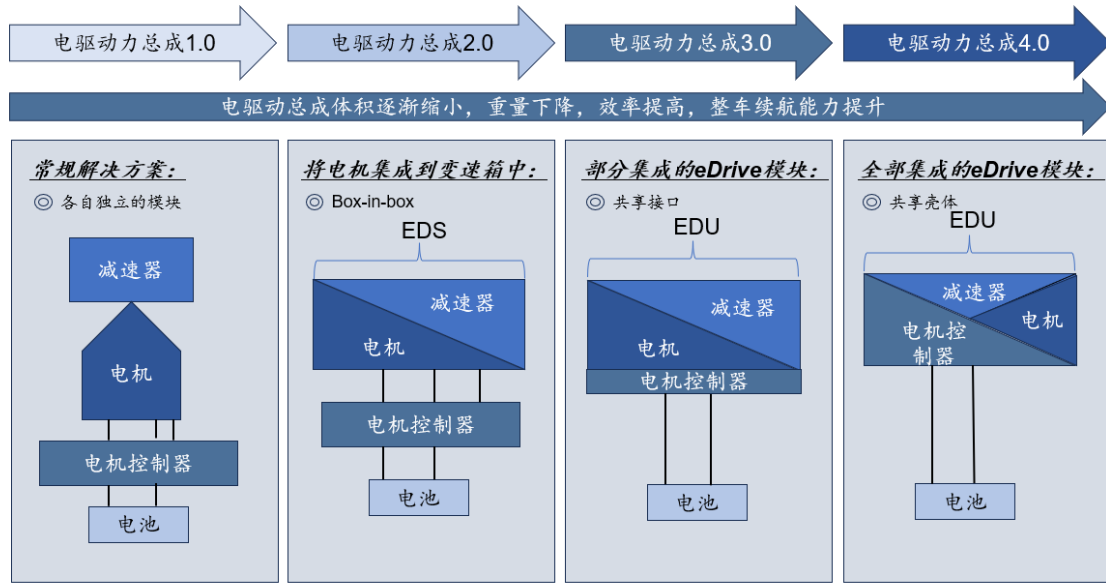 电驱动力总成1.0
电驱动力总成2.0
电驱动力总成3.0
电驱动力总成4.0
电驱动总成体积逐渐缩小，重量下降，效率提高，整车续航能力提升
常规解决方案：
◎ 各自独立的模块
减速器
电机
电机控制器
电池
将电机集成到变速箱中：
◎ Box-in-box
EDS
减速器
电机
电机控制器
电池
部分集成的eDrive模块：
◎ 共享接口
EDU
减速器
电机
电机控制器
电池
全部集成的eDrive模块：
◎ 共享壳体
EDU
减速器
电机
电机控
制器
电池